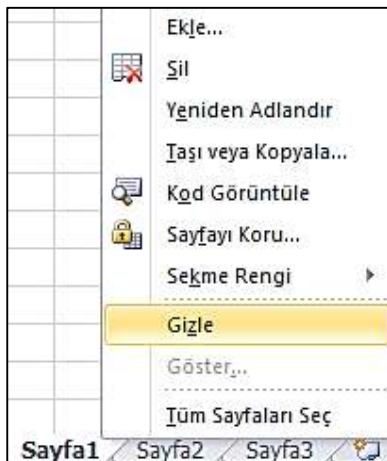 Ekle...
Sil
Yeniden Adlandır
Taşı veya Kopyala...
Kod Görüntüle
Sayfayı Koru...
Sekme Rengi
Gizle
Göster...
Tüm Sayfaları Seç
Sayfa1 Sayfa2 Sayfa3